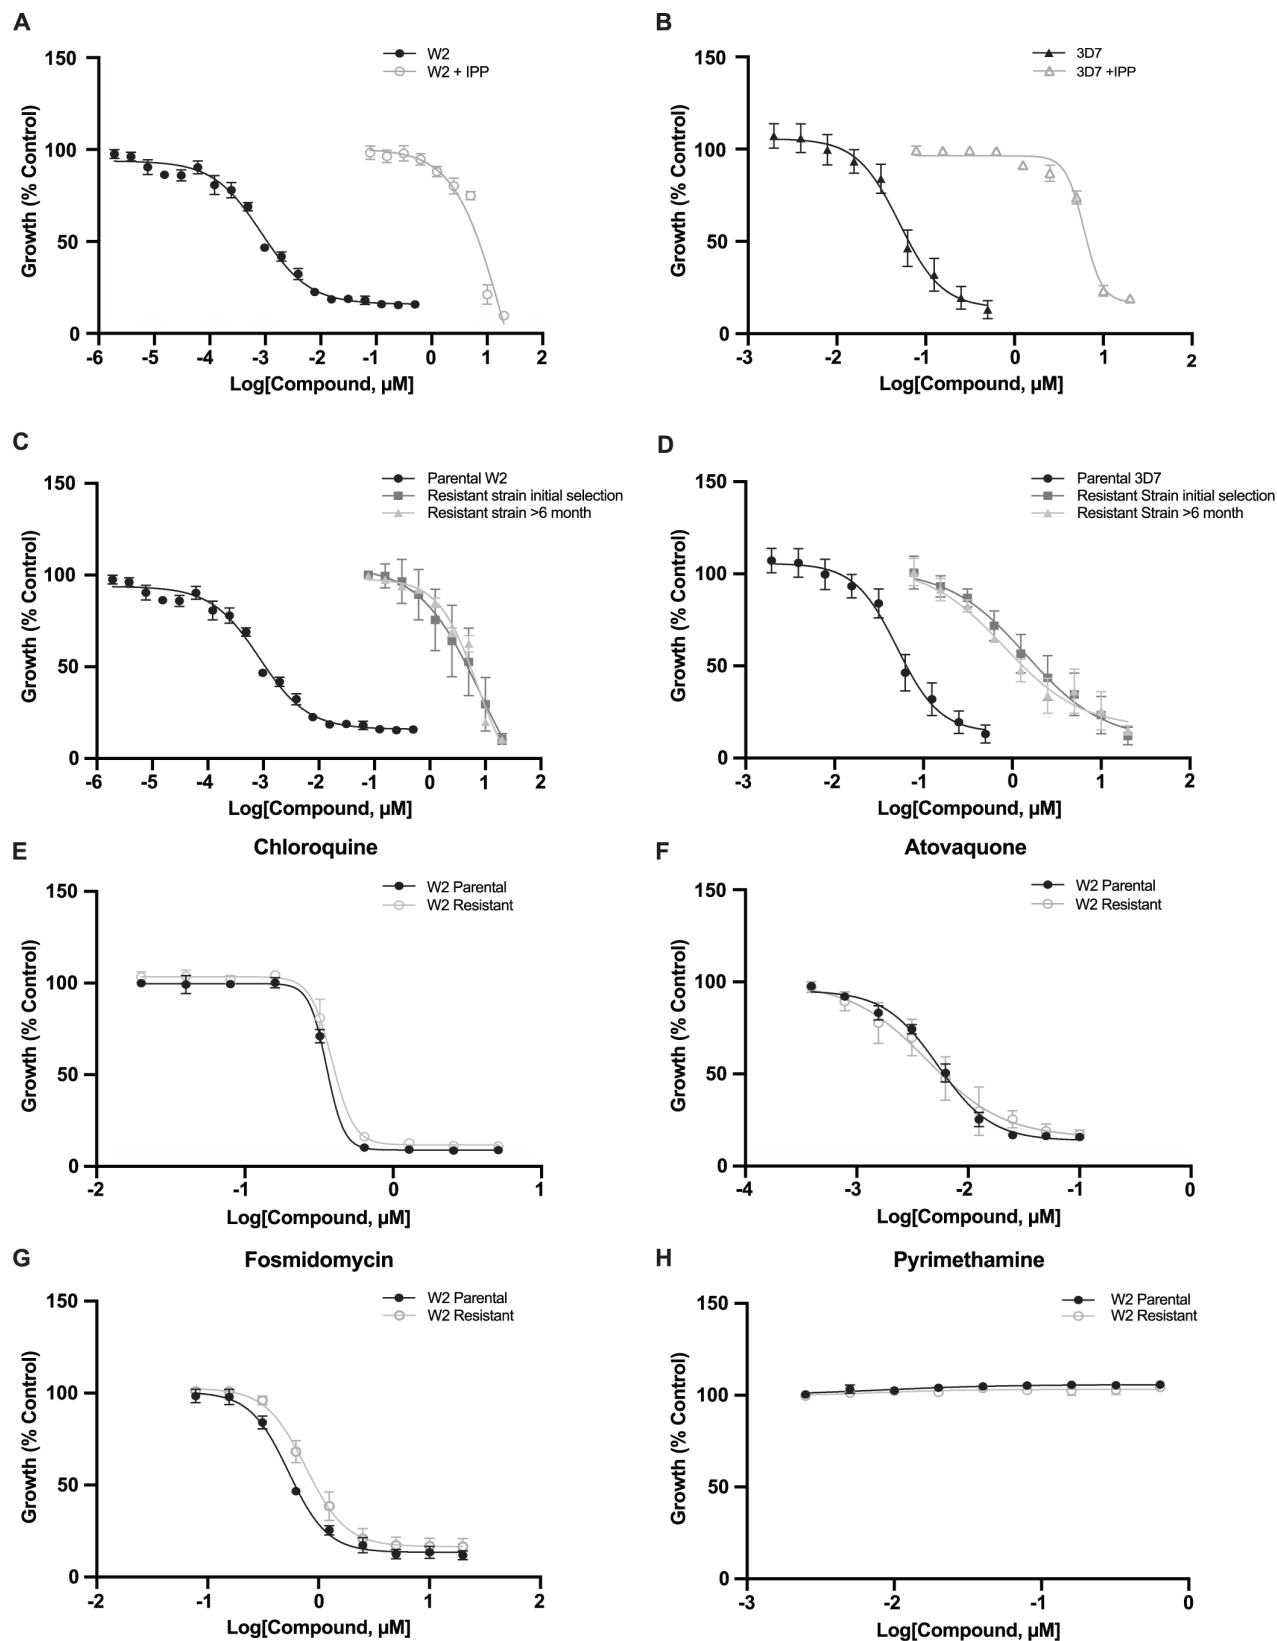 A
W2
W2 + IPP
Growth (% Control)
150
100
50
0
-6 -5 -4 -3 -2 -1 0 1 2
Log[Compound, µM]
B
3D7
3D7 +IPP
Growth (% Control)
150
100
50
0
-3 -2 -1 0 1 2
Log[Compound, µM]
C
Parental W2
Resistant strain initial selection
Resistant strain >6 month
Growth (% Control)
150
100
50
0
-6 -5 -4 -3 -2 -1 0 1 2
Log[Compound, µM]
D
Parental 3D7
Resistant Strain initial selection
Resistant Strain >6 month
Growth (% Control)
150
100
50
0
-3 -2 -1 0 1 2
Log[Compound, µM]
E
Chloroquine
W2 Parental
W2 Resistant
Growth (% Control)
150
100
50
0
-2 -1 0 1
Log[Compound, µM]
F
Atovaquone
W2 Parental
W2 Resistant
Growth (% Control)
150
100
50
0
-4 -3 -2 -1 0
Log[Compound, µM]
G
Fosmidomycin
W2 Parental
W2 Resistant
Growth (% Control)
150
100
50
0
-2 -1 0 1 2
Log[Compound, µM]
H
Pyrimethamine
W2 Parental
W2 Resistant
Growth (% Control)
150
100
50
0
-3 -2 -1 0
Log[Compound, µM]